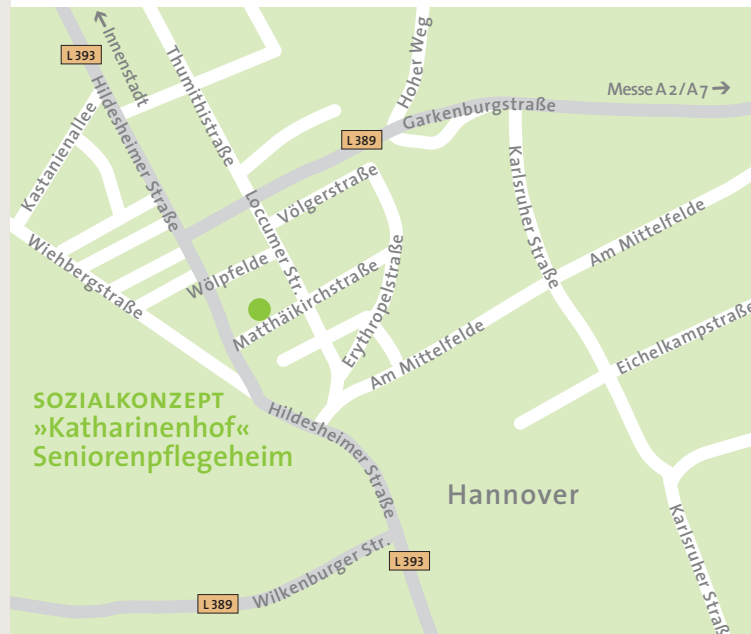 Innenstadt
L 393
Thumithistraße
Hoher Weg
Messe A 2 / A 7
Garkenburgstraße
L 389
Hildesheimer Straße
Kastanienallee
Karlsruher Straße
Völgerstraße
Loccumer Str.
Am Mittelfelde
Wiehbergstraße
Wölpfelde
Matthäikirchstraße
Erythropelstraße
Am Mittelfelde
Eichelkampstraße
SOZIALKONZEPT
»Katharinenhof«
Seniorenpflegeheim
Hildesheimer Straße
Hannover
Karlsruher Straß
L 393
Wilkenburger Str.
L 389